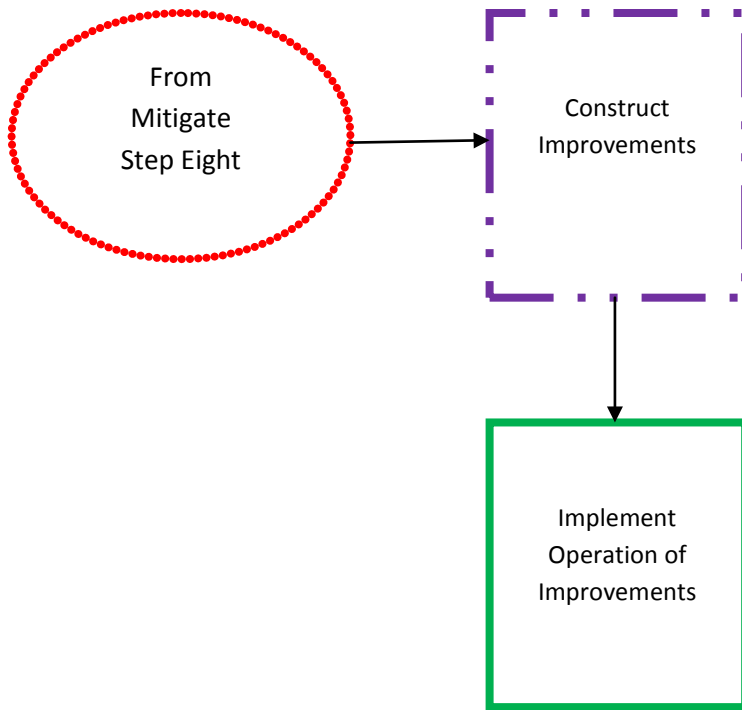 From
Mitigate
Step Eight
Construct
Improvements
Implement
Operation of
Improvements